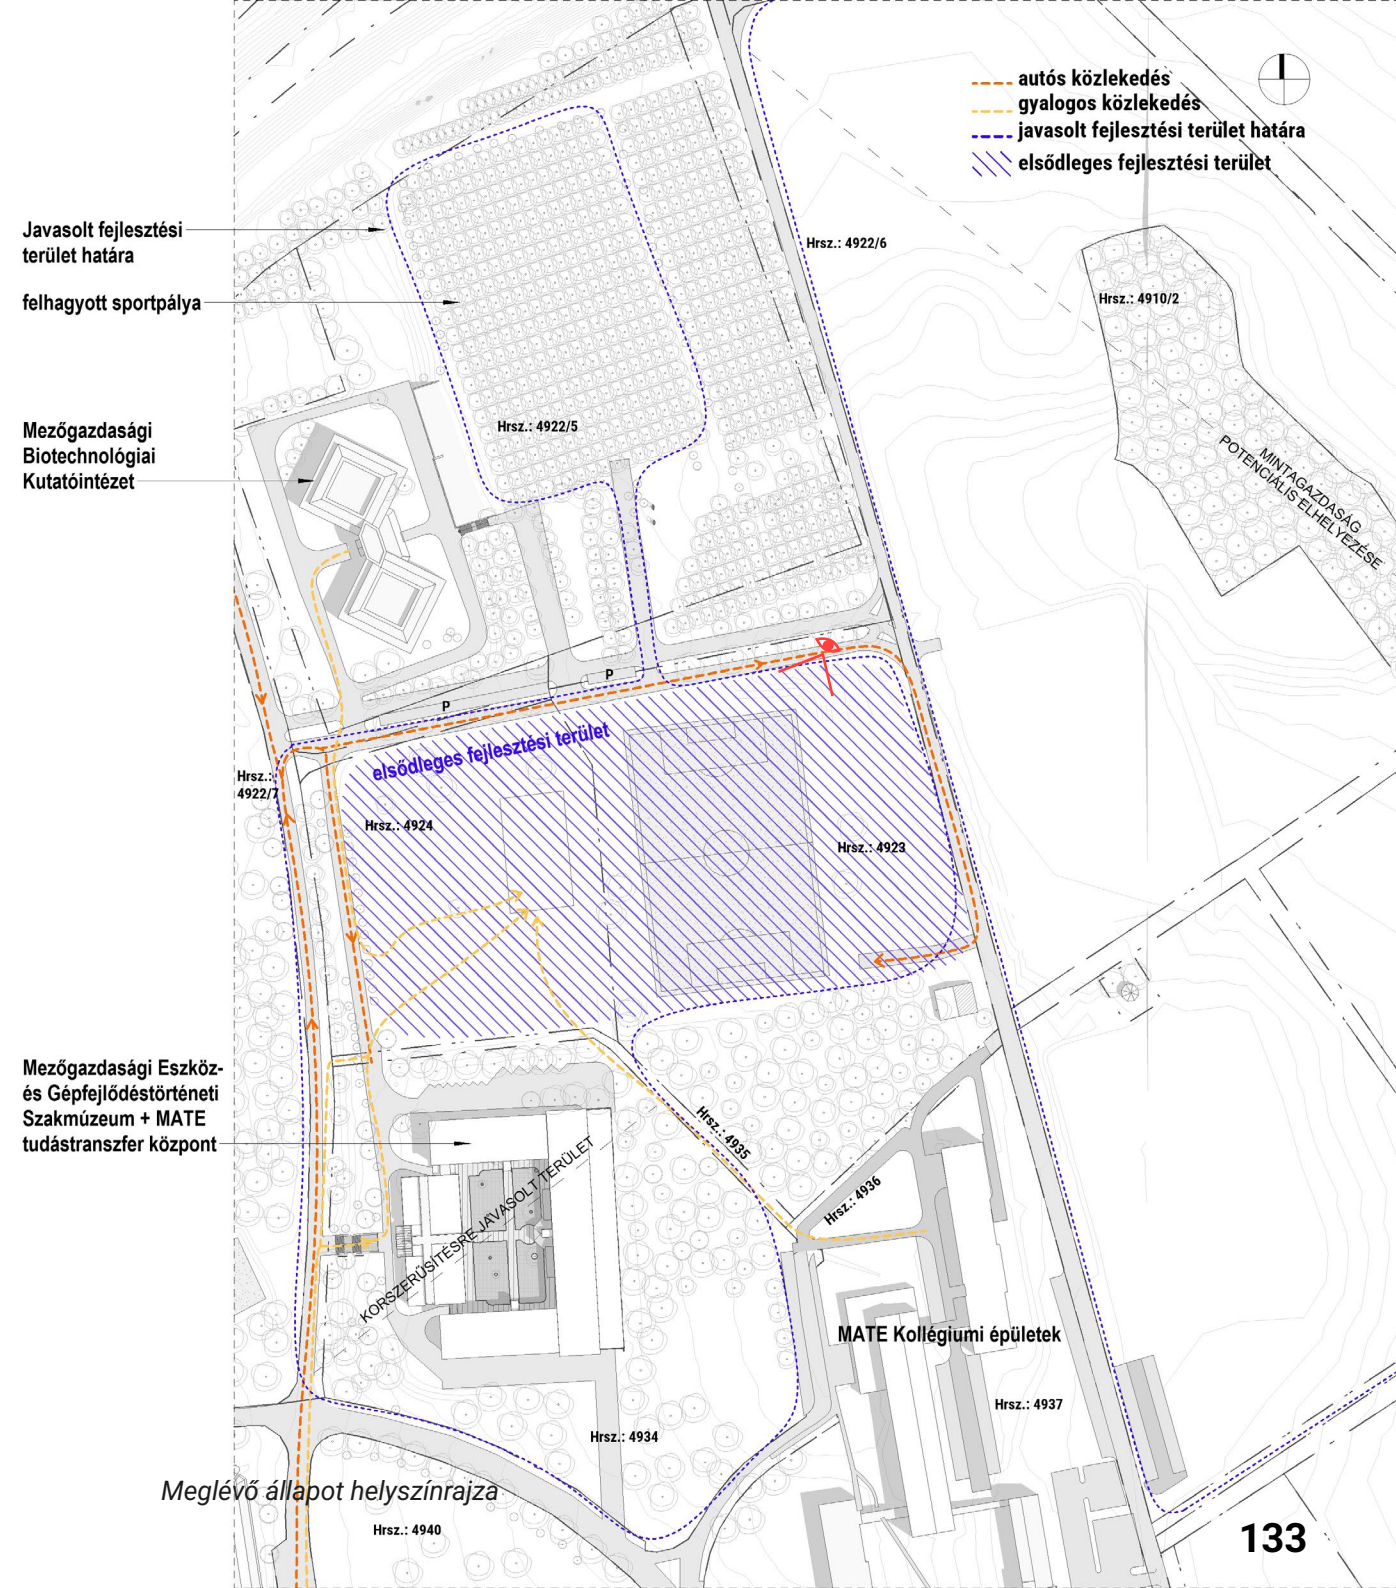 autós közlekedés
gyalogos közlekedés
javasolt fejlesztési terület határa
elsődleges fejlesztési terület
Javasolt fejlesztési
terület határa
Hrsz.: 4922/6
felhagyott sportpálya
Hrsz.: 4910/2
Mezőgazdasági
Biotechnológiai
Kutatóintézet
Hrsz.: 4922/5
MINTAGAZDASÁG
POTENCIÁLIS ELHELYEZÉSE
P
P
elsődleges fejlesztési terület
Hrsz.:
4922/7
Hrsz.: 4924
Hrsz.: 4923
Mezőgazdasági Eszköz-
és Gépfejlődéstörténeti
Szakmúzeum + MATE
tudástranszfer központ
Hrsz.: 4935
KORSZERŰSÍTÉSRE JAVASOLT TERÜLET
Hrsz.: 4936
MATE Kollégiumi épületek
Hrsz.: 4937
Hrsz.: 4934
Meglévő állapot helyszínrajza
Hrsz.: 4940
133